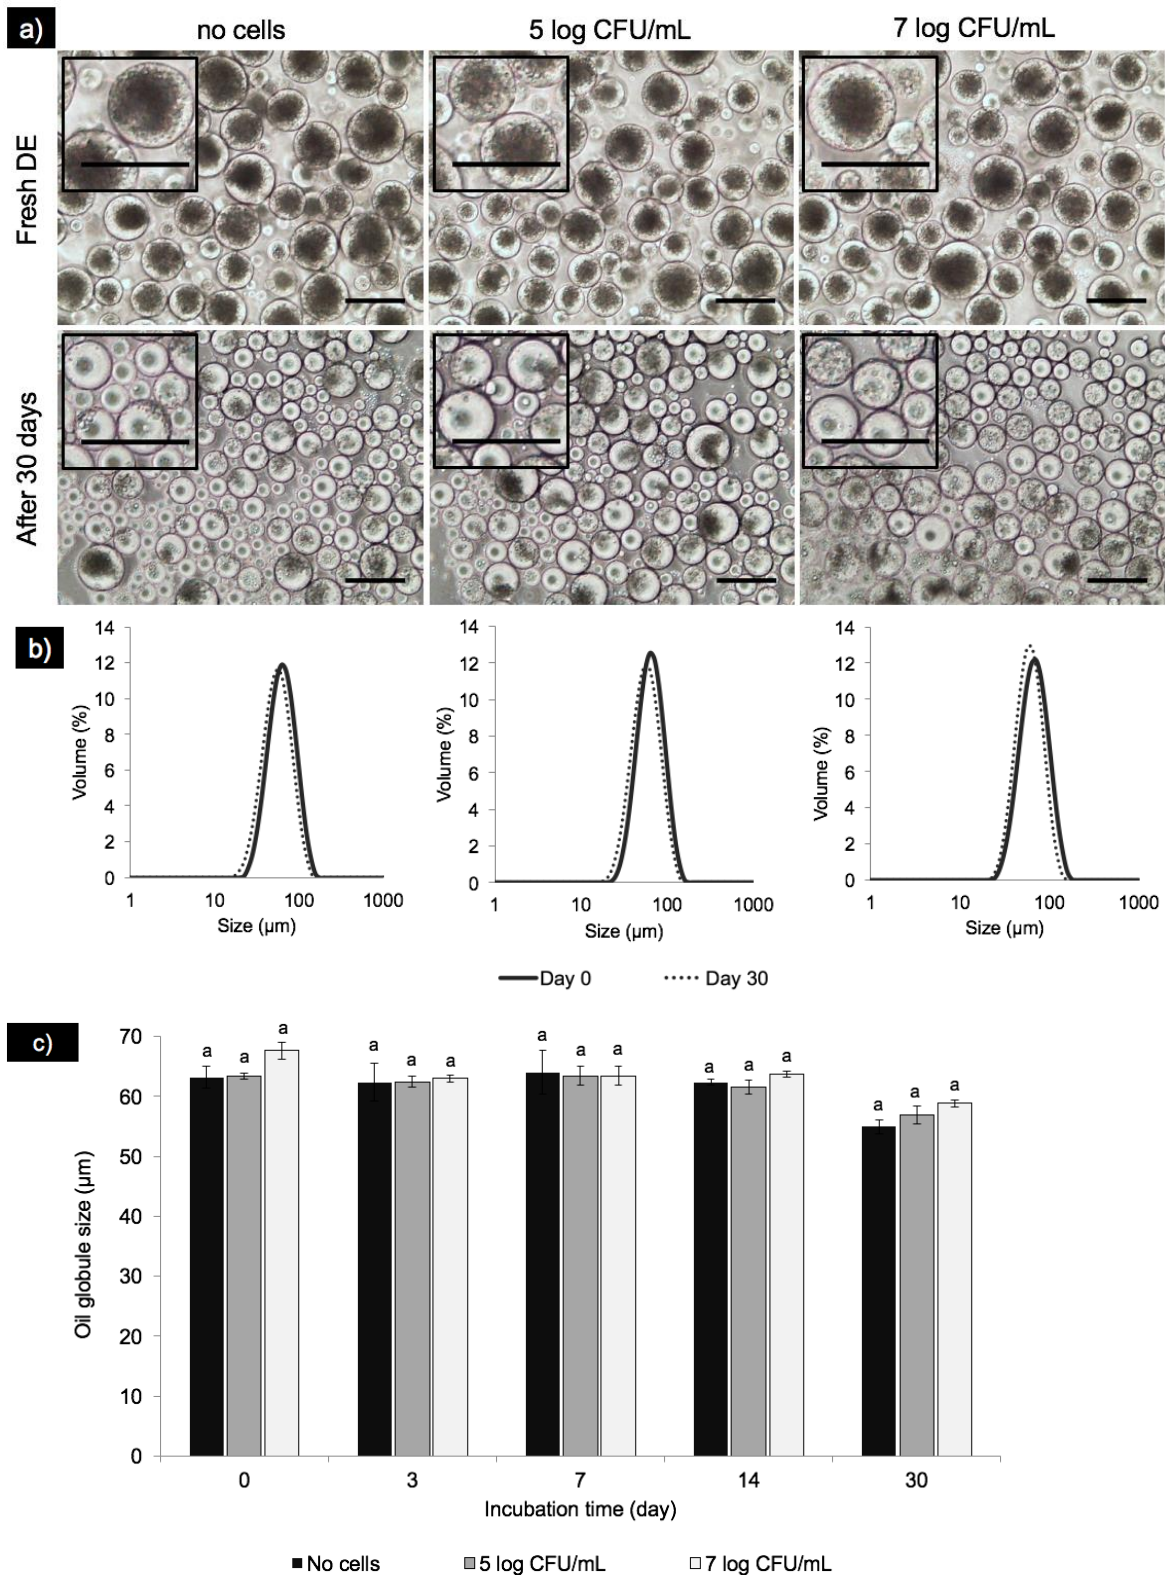 a)
no cells
5 log CFU/mL
7 log CFU/mL
Fresh DE
After 30 days
b)
14
12
10
8
6
4
2
0
Volume (%)
1
10
100
1000
Size (µm)
14
12
10
8
6
4
2
0
Volume (%)
1
10
100
1000
Size (µm)
14
12
10
8
6
4
2
0
Volume (%)
1
10
100
1000
Size (µm)
Day 0
Day 30
c)
70
60
50
40
30
20
10
0
Oil globule size (µm)
a a a
a a a
a a a
a a a
a a a
0 3 7 14 30
Incubation time (day)
No cells
5 log CFU/mL
7 log CFU/mL